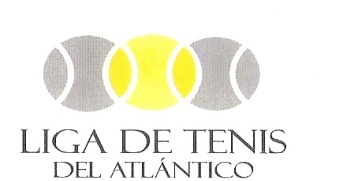 LIGA DE TENIS
DEL ATLÁNTICO